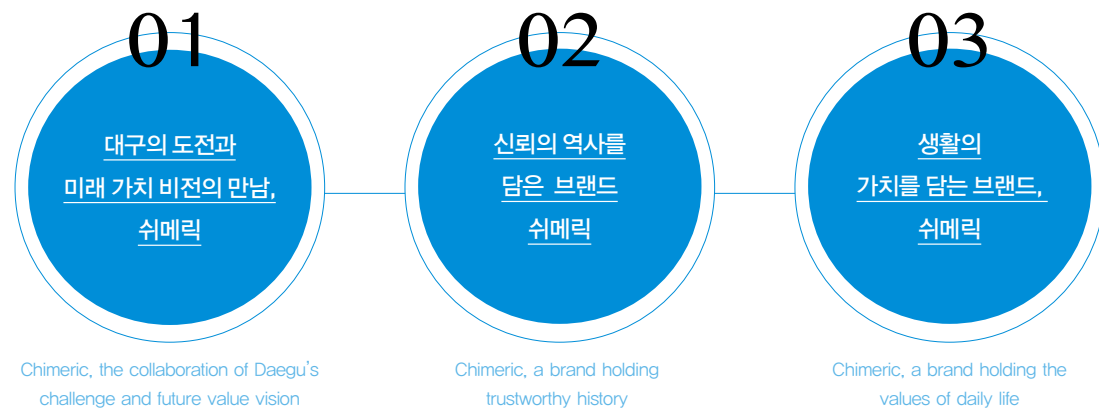 01
대구의 도전과
미래 가치 비전의 만남,
쉬메릭
Chimeric, the collaboration of Daegu's
challenge and future value vision
02
신뢰의 역사를
담은 브랜드
쉬메릭
Chimeric, a brand holding
trustworthy history
03
생활의
가치를 담는 브랜드,
쉬메릭
Chimeric, a brand holding the
values of daily life